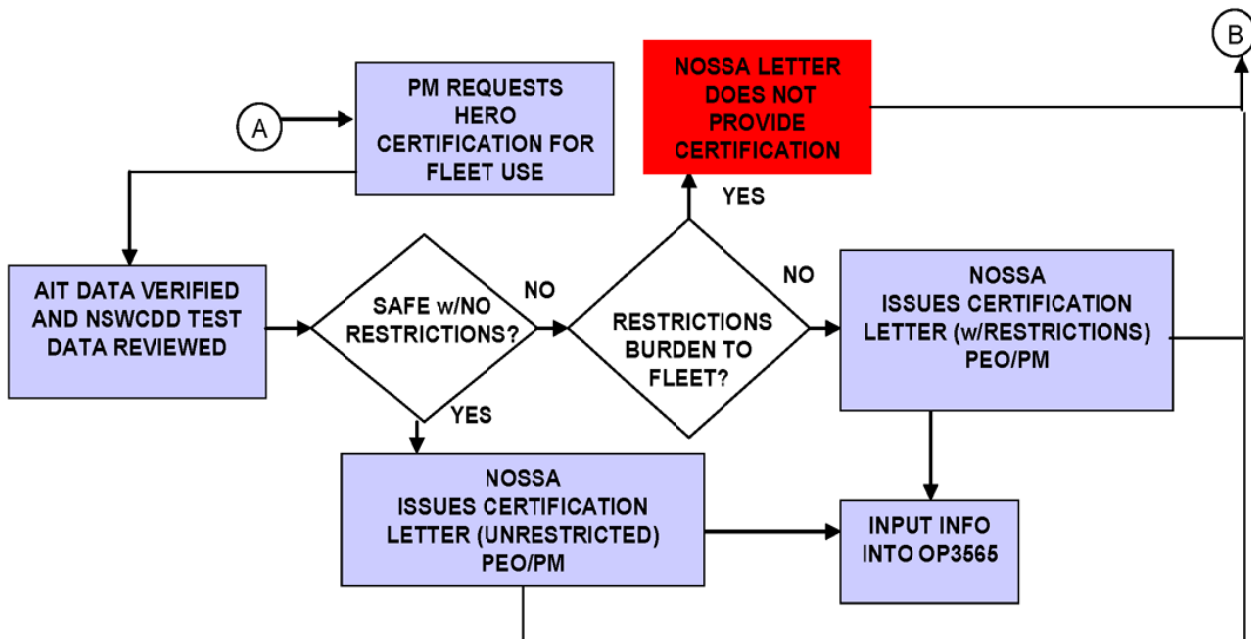 A
PM REQUESTS
HERO
CERTIFICATION FOR
FLEET USE
NOSSA LETTER
DOES NOT
PROVIDE
CERTIFICATION
B
YES
AIT DATA VERIFIED
AND NSWCDD TEST
DATA REVIEWED
SAFE w/NO
RESTRICTIONS?
NO
RESTRICTIONS
BURDEN TO
FLEET?
NO
NOSSA
ISSUES CERTIFICATION
LETTER (w/RESTRICTIONS)
PEO/PM
YES
NOSSA
ISSUES CERTIFICATION
LETTER (UNRESTRICTED)
PEO/PM
INPUT INFO
INTO OP3565